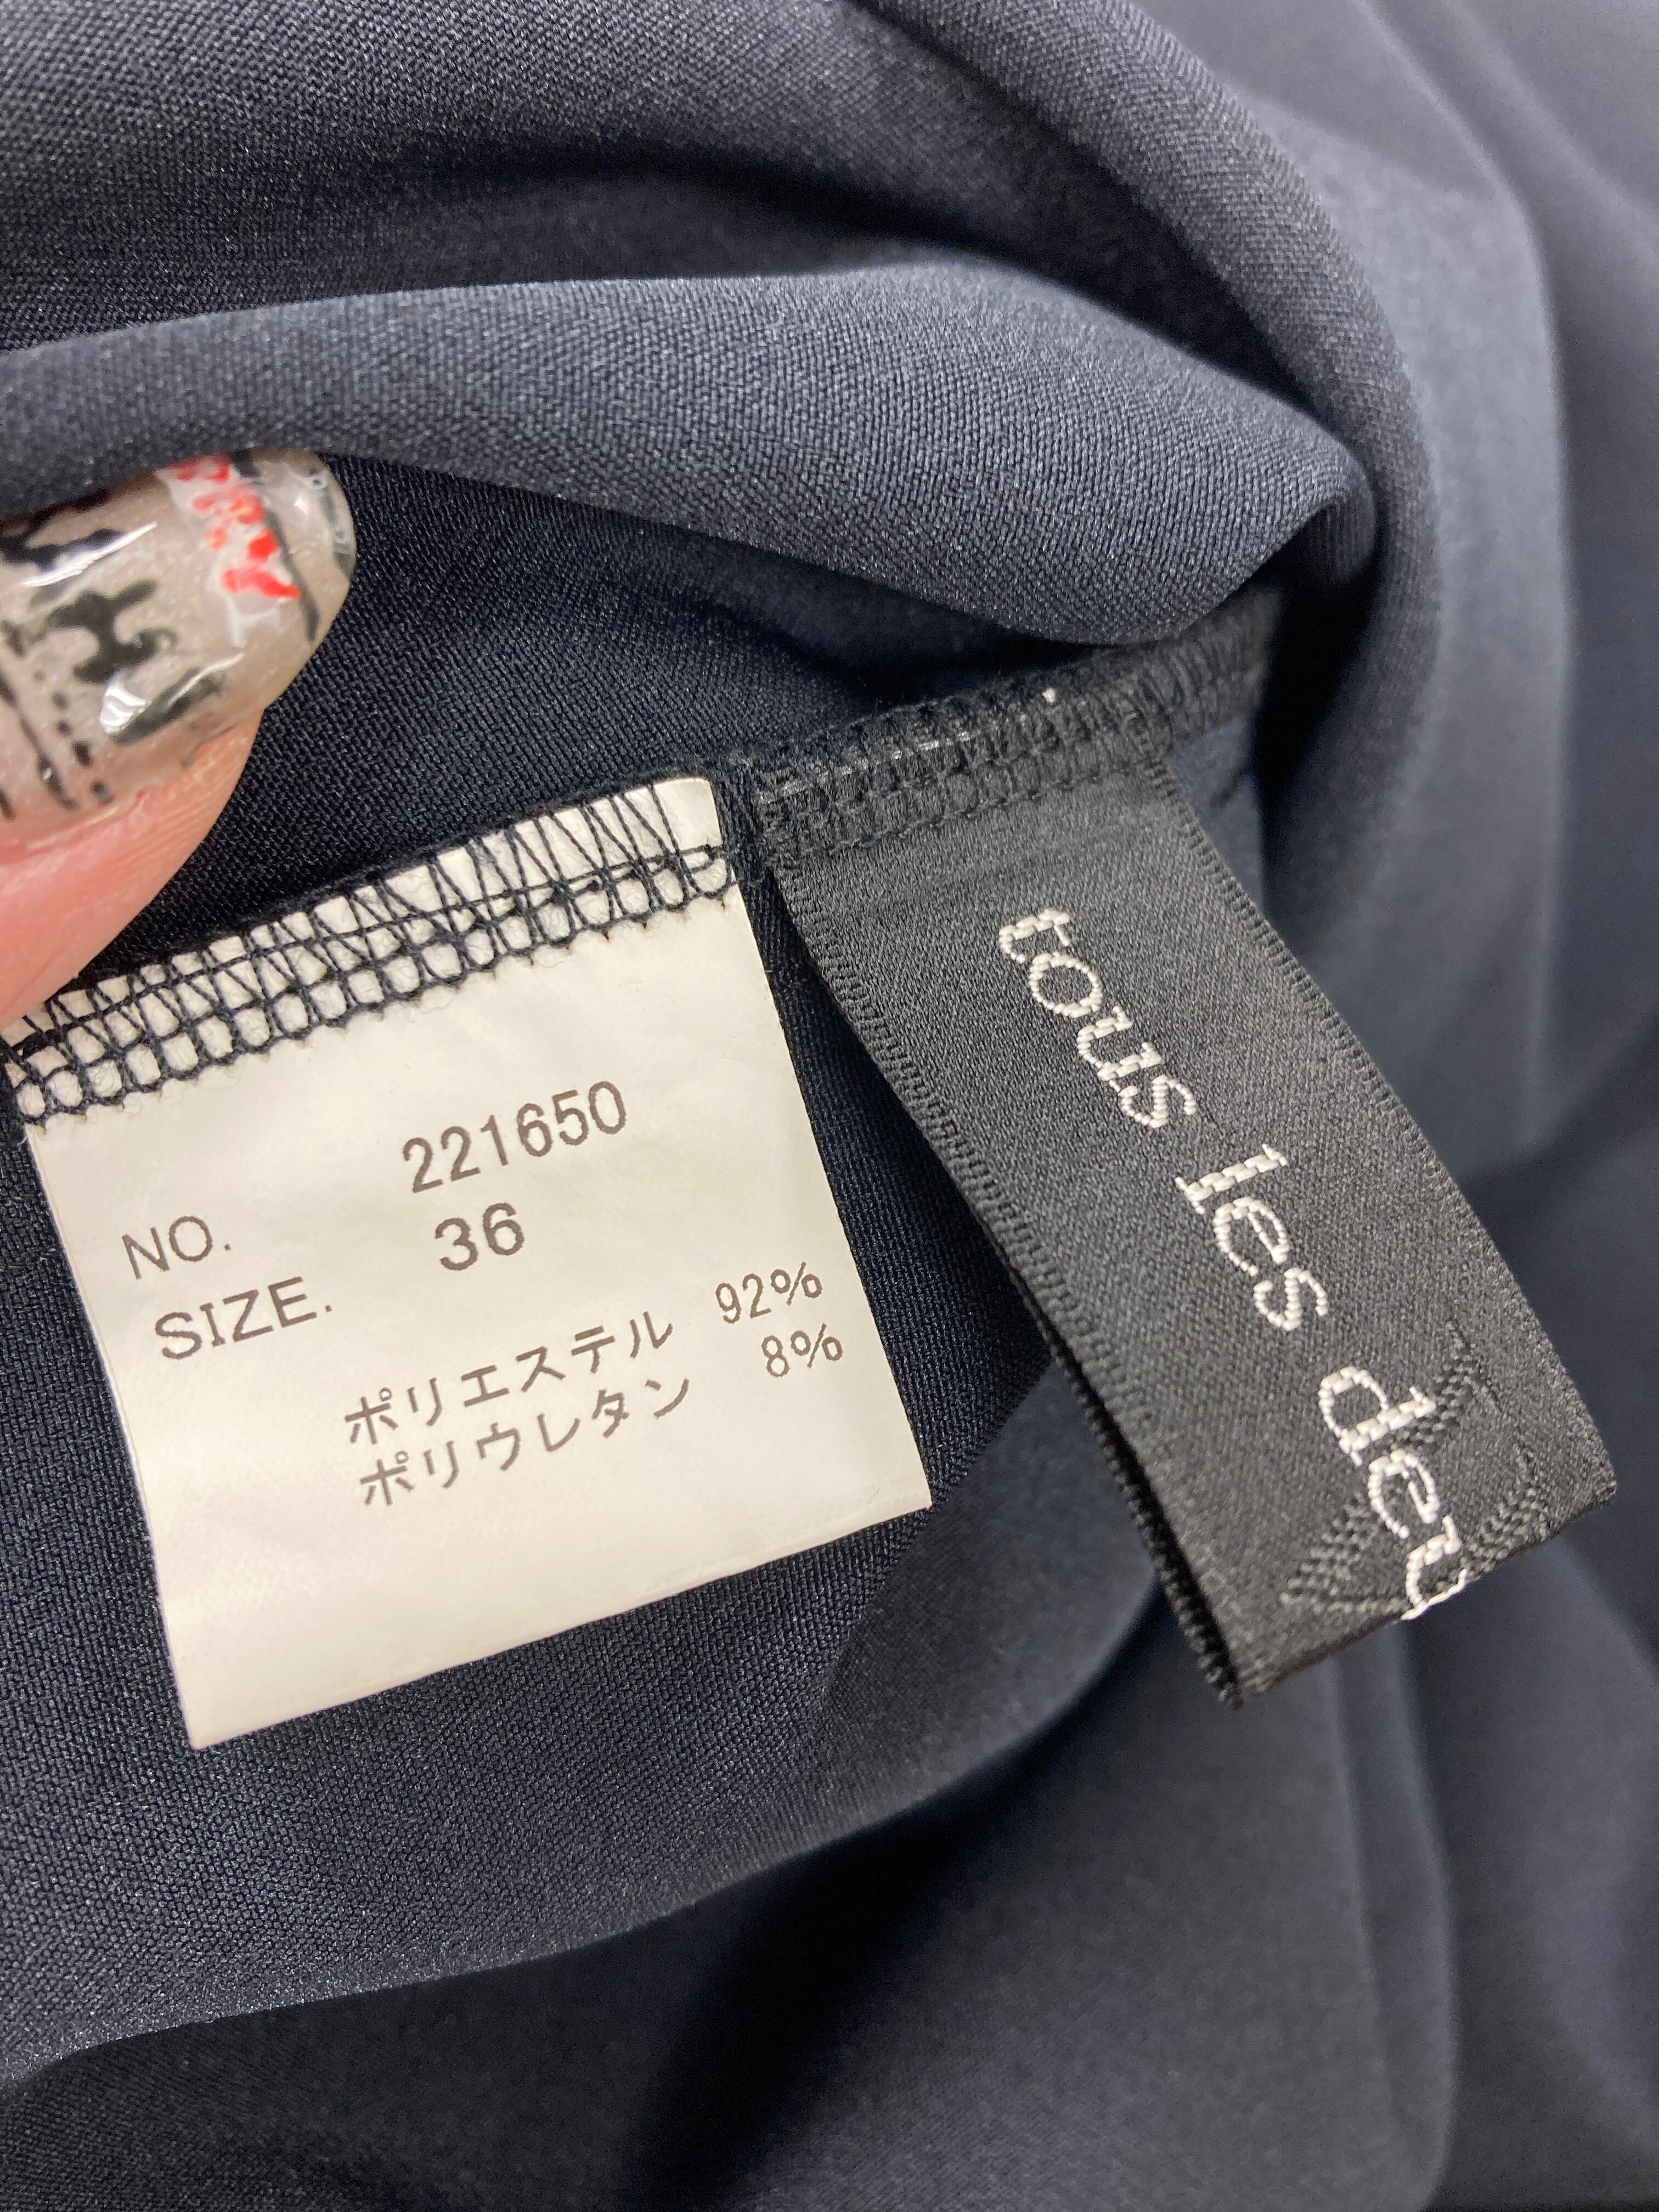 NO. 221650
SIZE. 36
ポリエステル 92%
ポリウレタン 8%
tous les deux